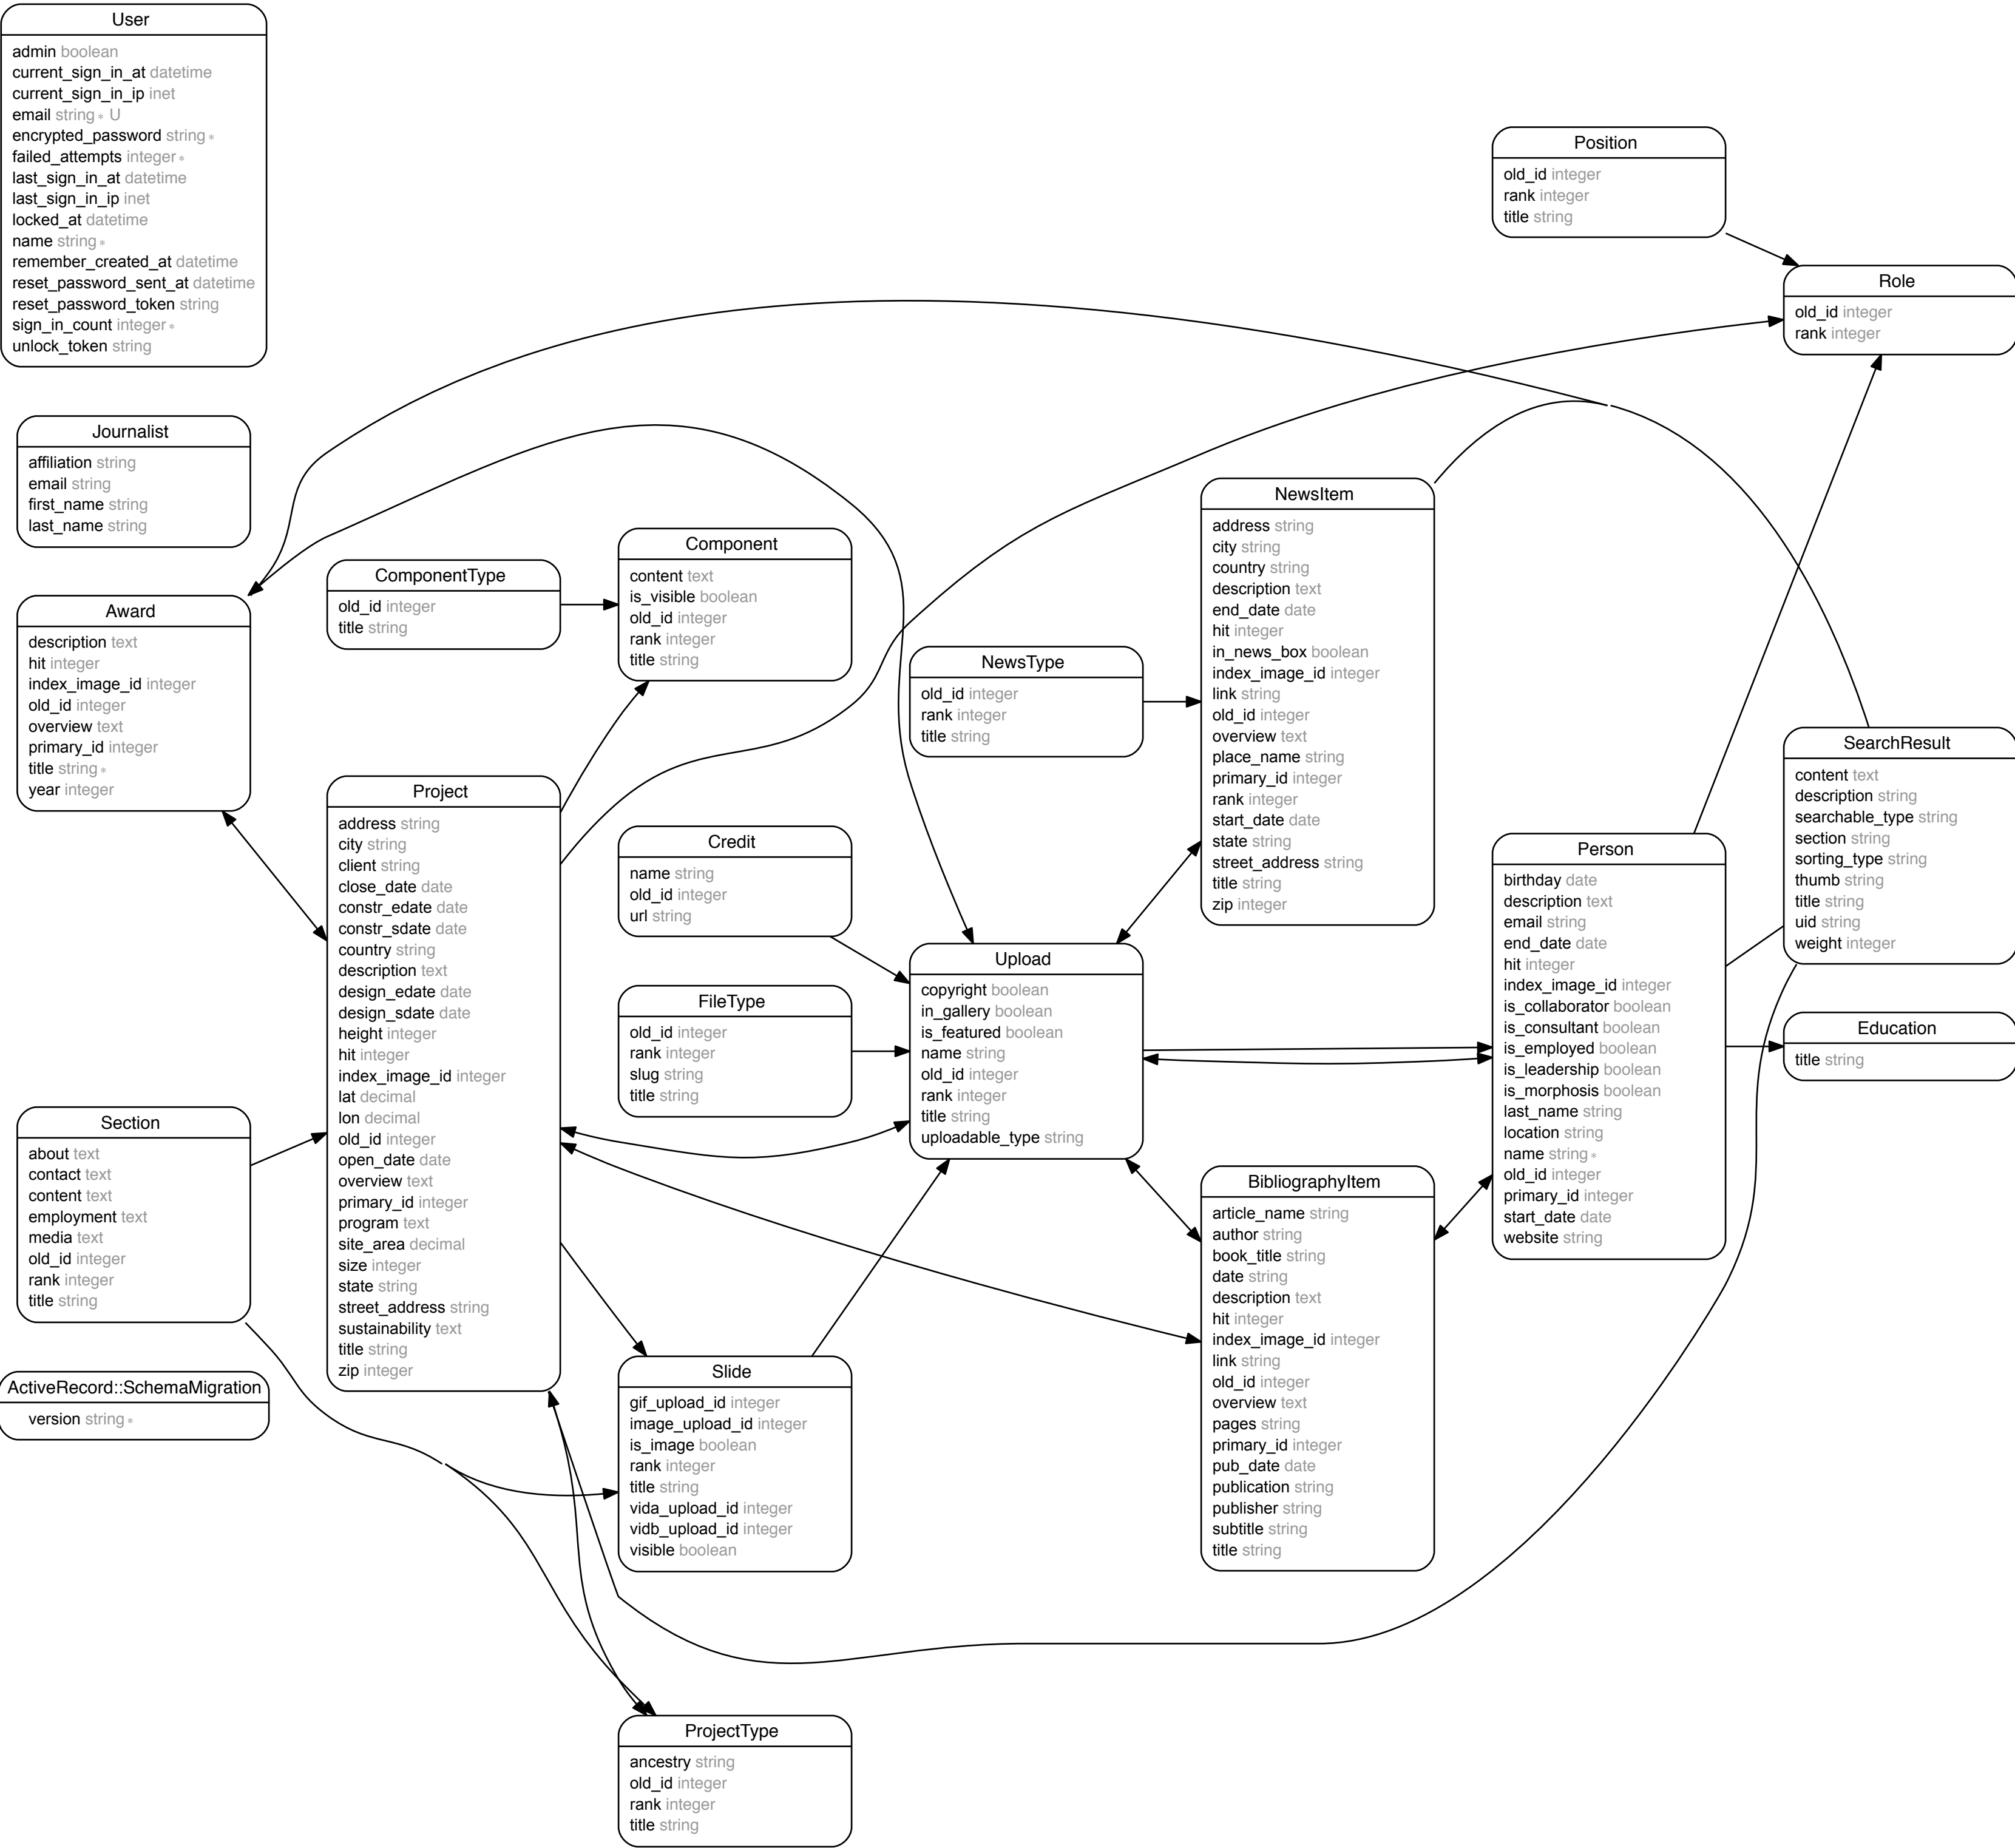 User
admin boolean
current_sign_in_at datetime
current_sign_in_ip inet
email string ∗ U
encrypted_password string ∗
failed_attempts integer ∗
last_sign_in_at datetime
last_sign_in_ip inet
locked_at datetime
name string ∗
remember_created_at datetime
reset_password_sent_at datetime
reset_password_token string
sign_in_count integer ∗
unlock_token string
Position
old_id integer
rank integer
title string
Role
old_id integer
rank integer
Journalist
affiliation string
email string
first_name string
last_name string
Award
description text
hit integer
index_image_id integer
old_id integer
overview text
primary_id integer
title string ∗
year integer
ComponentType
old_id integer
title string
Component
content text
is_visible boolean
old_id integer
rank integer
title string
NewsType
old_id integer
rank integer
title string
NewsItem
address string
city string
country string
description text
end_date date
hit integer
in_news_box boolean
index_image_id integer
link string
old_id integer
overview text
place_name string
primary_id integer
rank integer
start_date date
state string
street_address string
title string
zip integer
SearchResult
content text
description string
searchable_type string
section string
sorting_type string
thumb string
title string
uid string
weight integer
Project
address string
city string
client string
close_date date
constr_edate date
constr_sdate date
country string
description text
design_edate date
design_sdate date
height integer
hit integer
index_image_id integer
lat decimal
lon decimal
old_id integer
open_date date
overview text
primary_id integer
program text
site_area decimal
size integer
state string
street_address string
sustainability text
title string
zip integer
Credit
name string
old_id integer
url string
FileType
old_id integer
rank integer
slug string
title string
Upload
copyright boolean
in_gallery boolean
is_featured boolean
name string
old_id integer
rank integer
title string
uploadable_type string
Person
birthday date
description text
email string
end_date date
hit integer
index_image_id integer
is_collaborator boolean
is_consultant boolean
is_employed boolean
is_leadership boolean
is_morphosis boolean
last_name string
location string
name string ∗
old_id integer
primary_id integer
start_date date
website string
Education
title string
Section
about text
contact text
content text
employment text
media text
old_id integer
rank integer
title string
BibliographyItem
article_name string
author string
book_title string
date string
description text
hit integer
index_image_id integer
link string
old_id integer
overview text
pages string
primary_id integer
pub_date date
publication string
publisher string
subtitle string
title string
ActiveRecord::SchemaMigration
version string ∗
Slide
gif_upload_id integer
image_upload_id integer
is_image boolean
rank integer
title string
vida_upload_id integer
vidb_upload_id integer
visible boolean
ProjectType
ancestry string
old_id integer
rank integer
title string